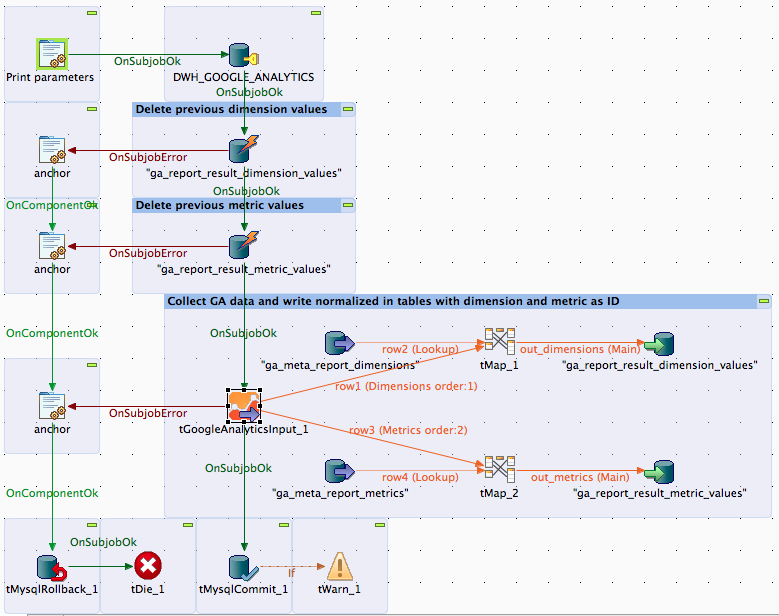 Print parameters
OnSubjobOk
DWH_GOOGLE_ANALYTICS
OnSubjobOk
Delete previous dimension values
OnSubjobError
anchor
"ga_report_result_dimension_values"
OnSubjobOk
OnComponentOk
Delete previous metric values
OnSubjobError
anchor
"ga_report_result_metric_values"
Collect GA data and write normalized in tables with dimension and metric as ID
OnComponentOk
OnSubjobOk
row2 (Lookup)
out_dimensions (Main)
"ga_meta_report_dimensions"
tMap_1
"ga_report_result_dimension_values"
row1 (Dimensions order:1)
OnSubjobError
anchor
tGoogleAnalyticsInput_1
row3 (Metrics order:2)
OnSubjobOk
row4 (Lookup)
out_metrics (Main)
"ga_meta_report_metrics"
tMap_2
"ga_report_result_metric_values"
OnComponentOk
OnSubjobOk
If
tMysqlRollback_1
tDie_1
tMysqlCommit_1
tWarn_1